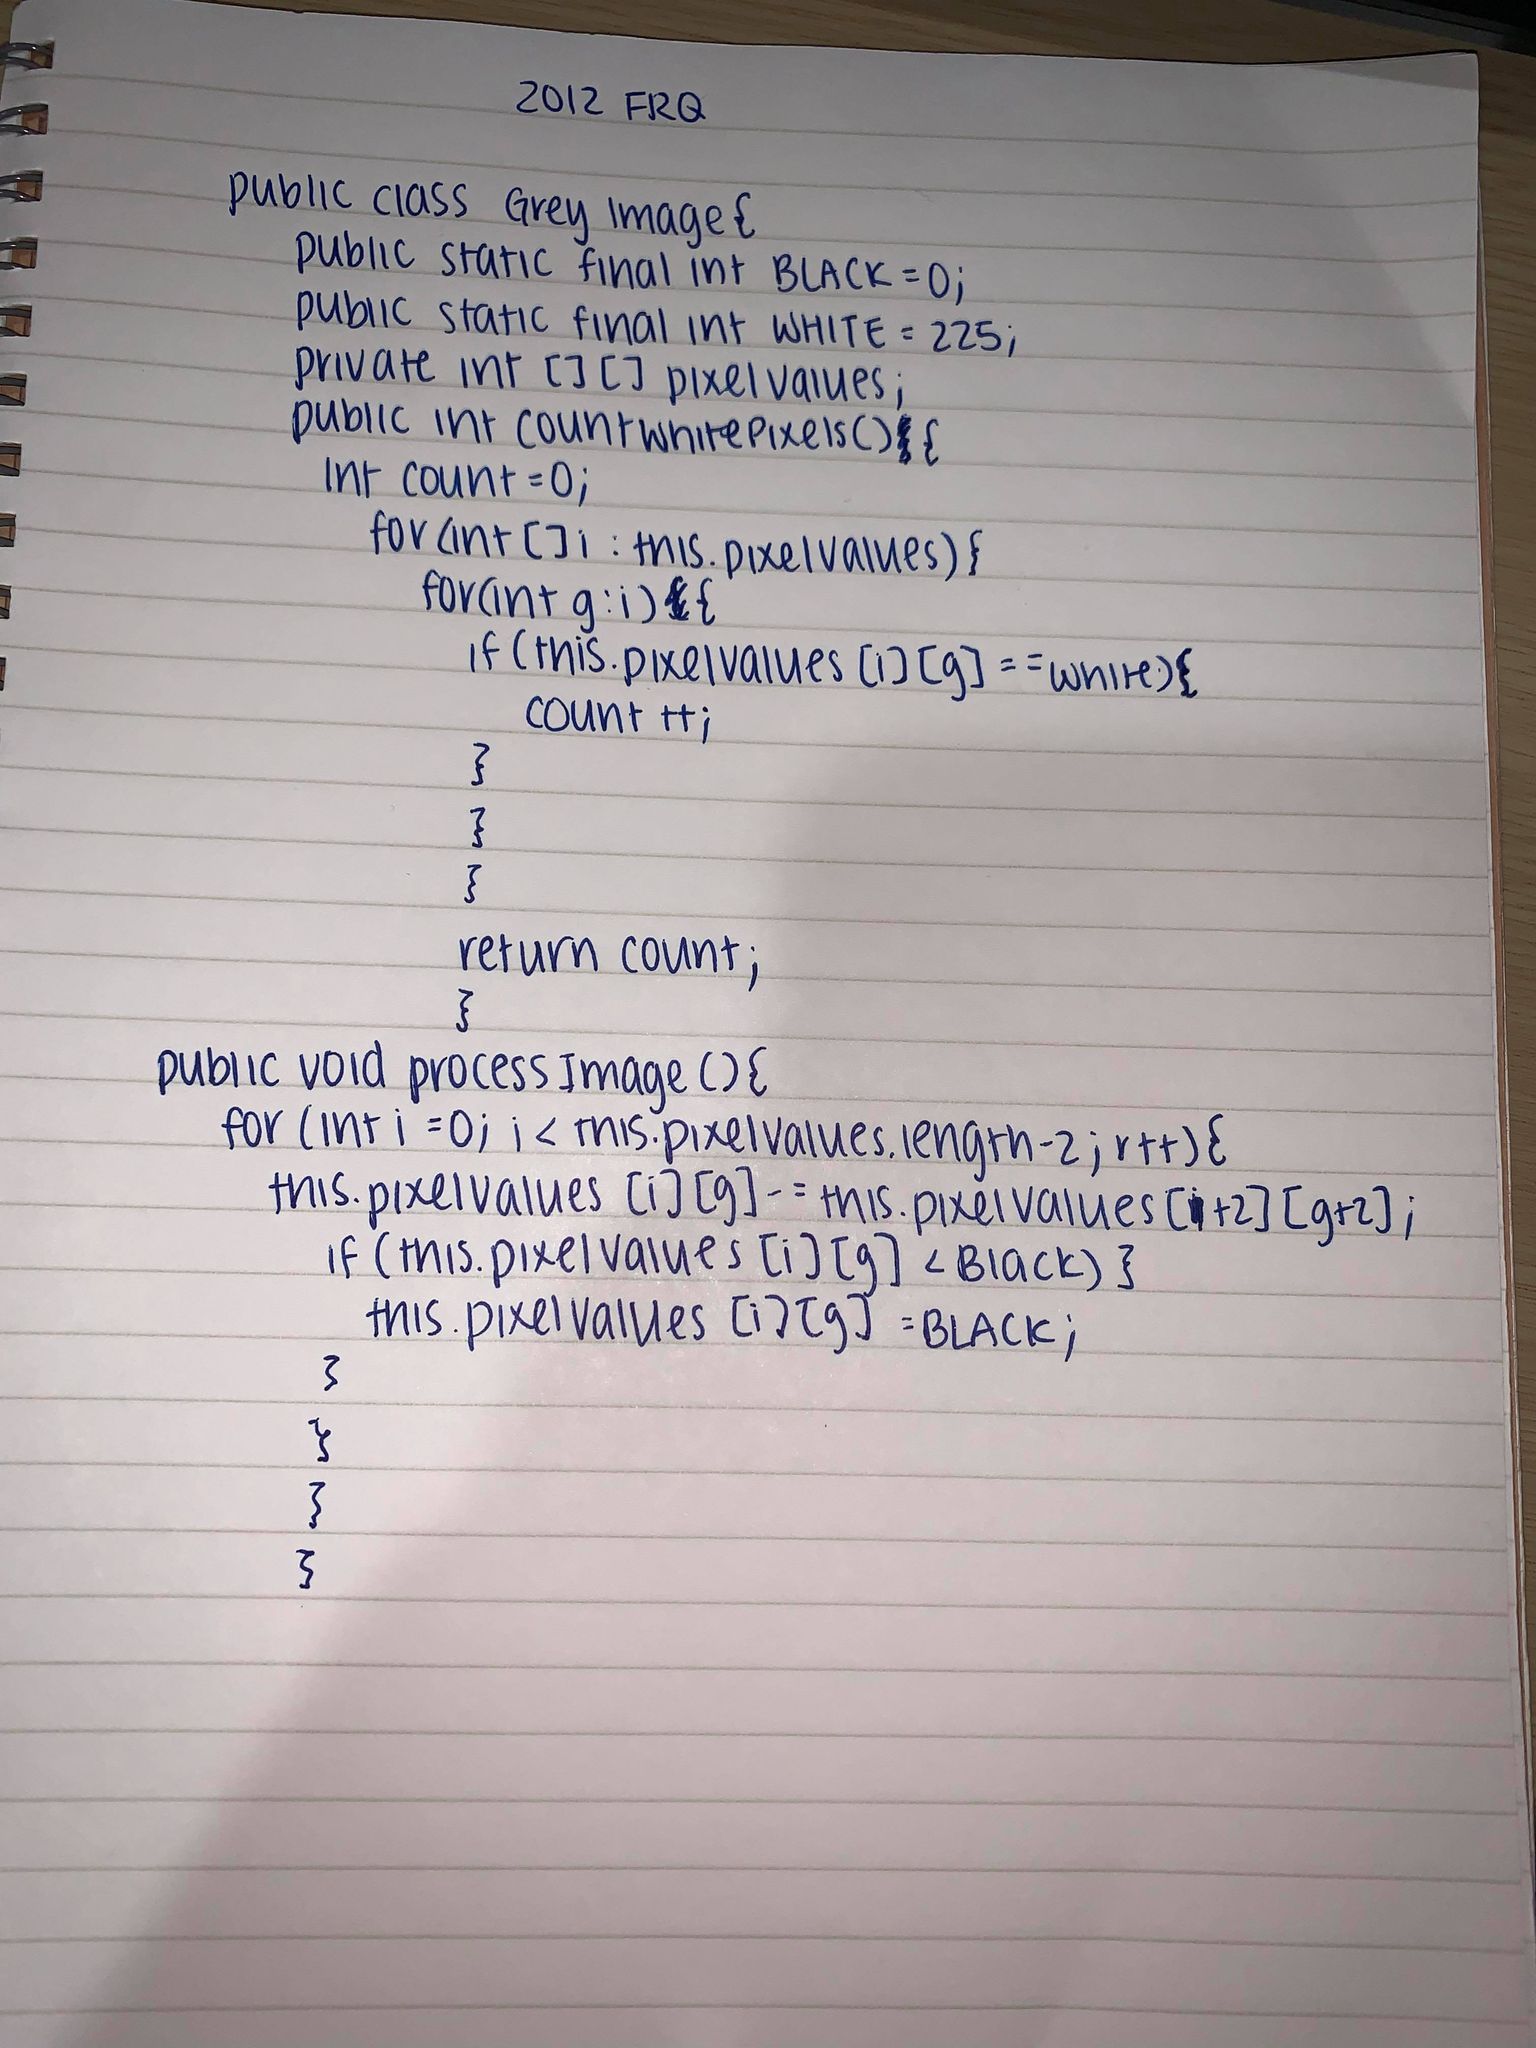 2012 FRQ
public class Grey Image{
public static final int BLACK = 0;
public static final int WHITE = 225;
private int [][] pixelvalues;
public int countwhitePixels(){
int count = 0;
for(int []i : this.pixelvalues){
for(int g:i){
if (this.pixelvalues [i][g] == white){
count ++;
}
}
}
return count;
}
public void processImage(){
for (int i = 0; i < this.pixelvalues.length-2; r++){
this.pixelvalues [i][g] -= this.pixelvalues[i+2][g+2];
if (this.pixelvalues [i][g] < Black) }
this.pixelvalues [i][g] = BLACK;
}
}
}
}